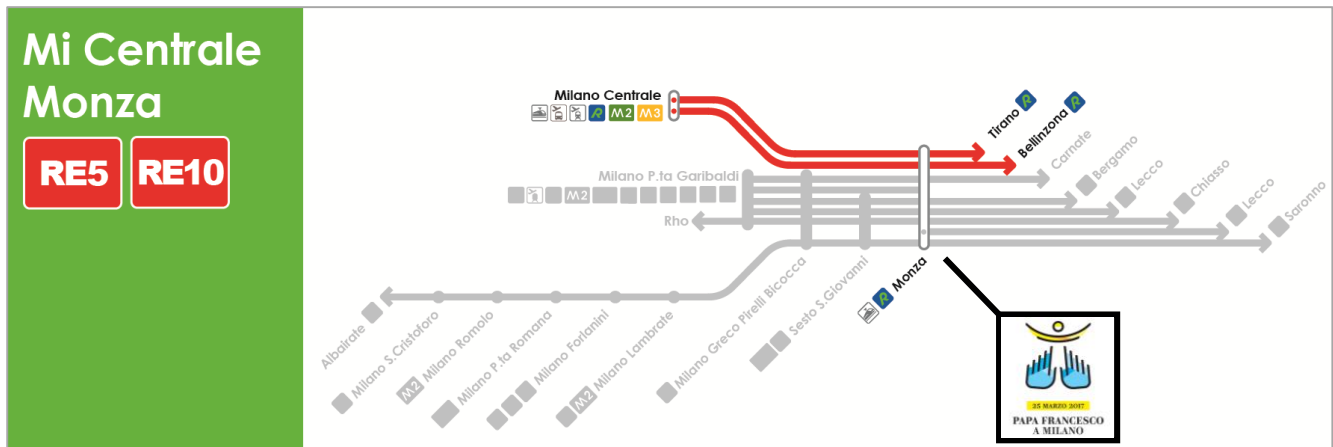 Mi Centrale
Monza
RE5 RE10
Milano Centrale
R M2 M3
Tirano R
Bellinzona R
Carnate
Bergamo
Lecco
Chiasso
Lecco
Saronno
Milano P.ta Garibaldi
M2
Rho
Albairate
Milano S.Cristoforo
M2 Milano Romolo
Milano P.ta Romana
Milano Forlanini
M2 Milano Lambrate
Milano Greco Pirelli Bicocca
Sesto S.Giovanni
R Monza
25 MARZO 2017
PAPA FRANCESCO
A MILANO